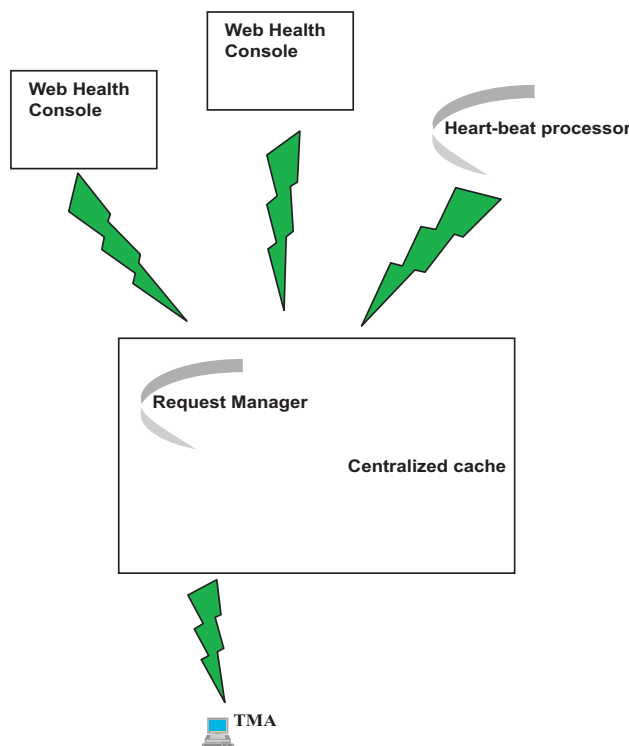 Web Health
Console
Web Health
Console
Heart-beat processor
Request Manager
Centralized cache
TMA